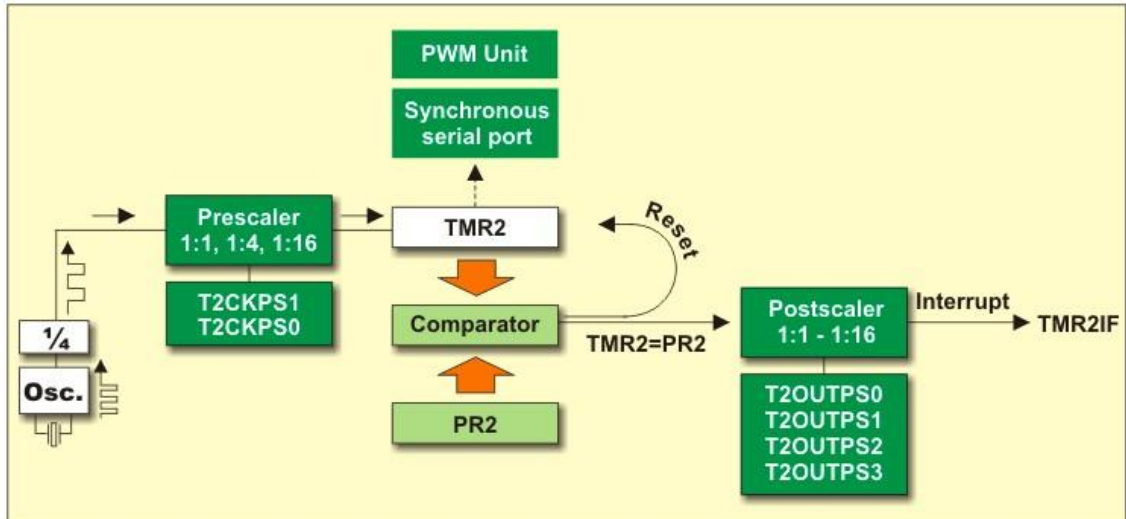 PWM Unit
Synchronous
serial port
Prescaler
1:1, 1:4, 1:16
TMR2
Reset
T2CKPS1
T2CKPS0
Comparator
Postscaler
1:1 - 1:16
Interrupt
TMR2IF
TMR2=PR2
¼
Osc.
PR2
T2OUTPS0
T2OUTPS1
T2OUTPS2
T2OUTPS3